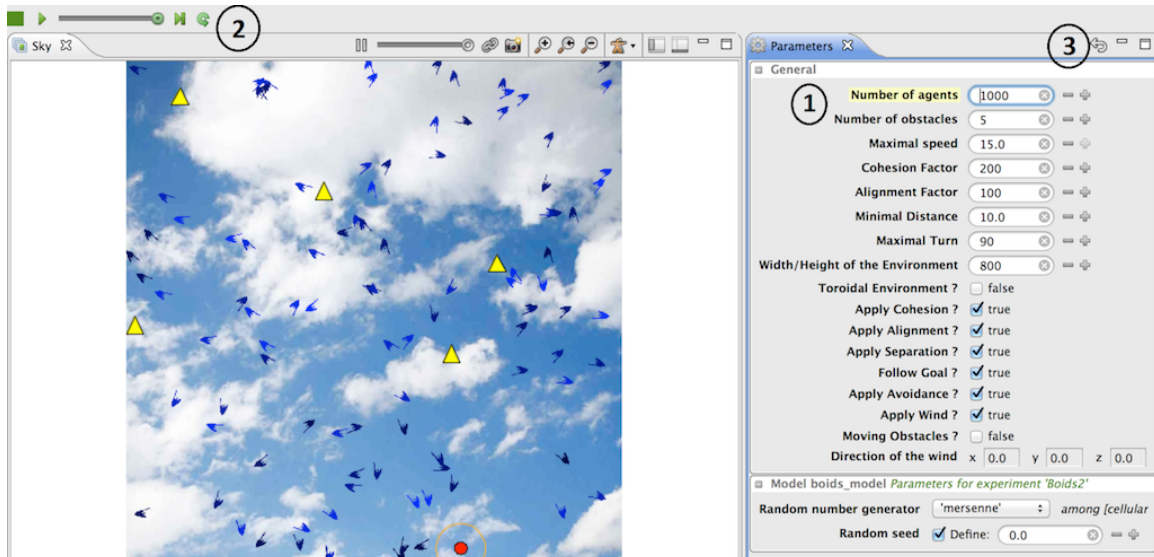 2
Sky
Parameters
3
General
1
Number of agents 1000
Number of obstacles 5
Maximal speed 15.0
Cohesion Factor 200
Alignment Factor 100
Minimal Distance 10.0
Maximal Turn 90
Width/Height of the Environment 800
Toroidal Environment ? false
Apply Cohesion ? true
Apply Alignment ? true
Apply Separation ? true
Follow Goal ? true
Apply Avoidance ? true
Apply Wind ? true
Moving Obstacles ? false
Direction of the wind x 0.0 y 0.0 z 0.0
Model boids_model Parameters for experiment 'Boids2'
Random number generator 'mersenne' among [cellular
Random seed Define: 0.0